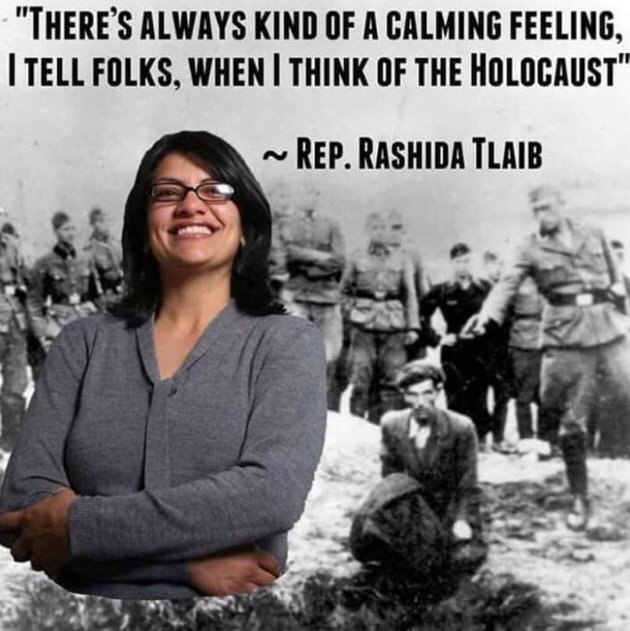 "THERE'S ALWAYS KIND OF A CALMING FEELING,
I TELL FOLKS, WHEN I THINK OF THE HOLOCAUST"
~ REP. RASHIDA TLAIB